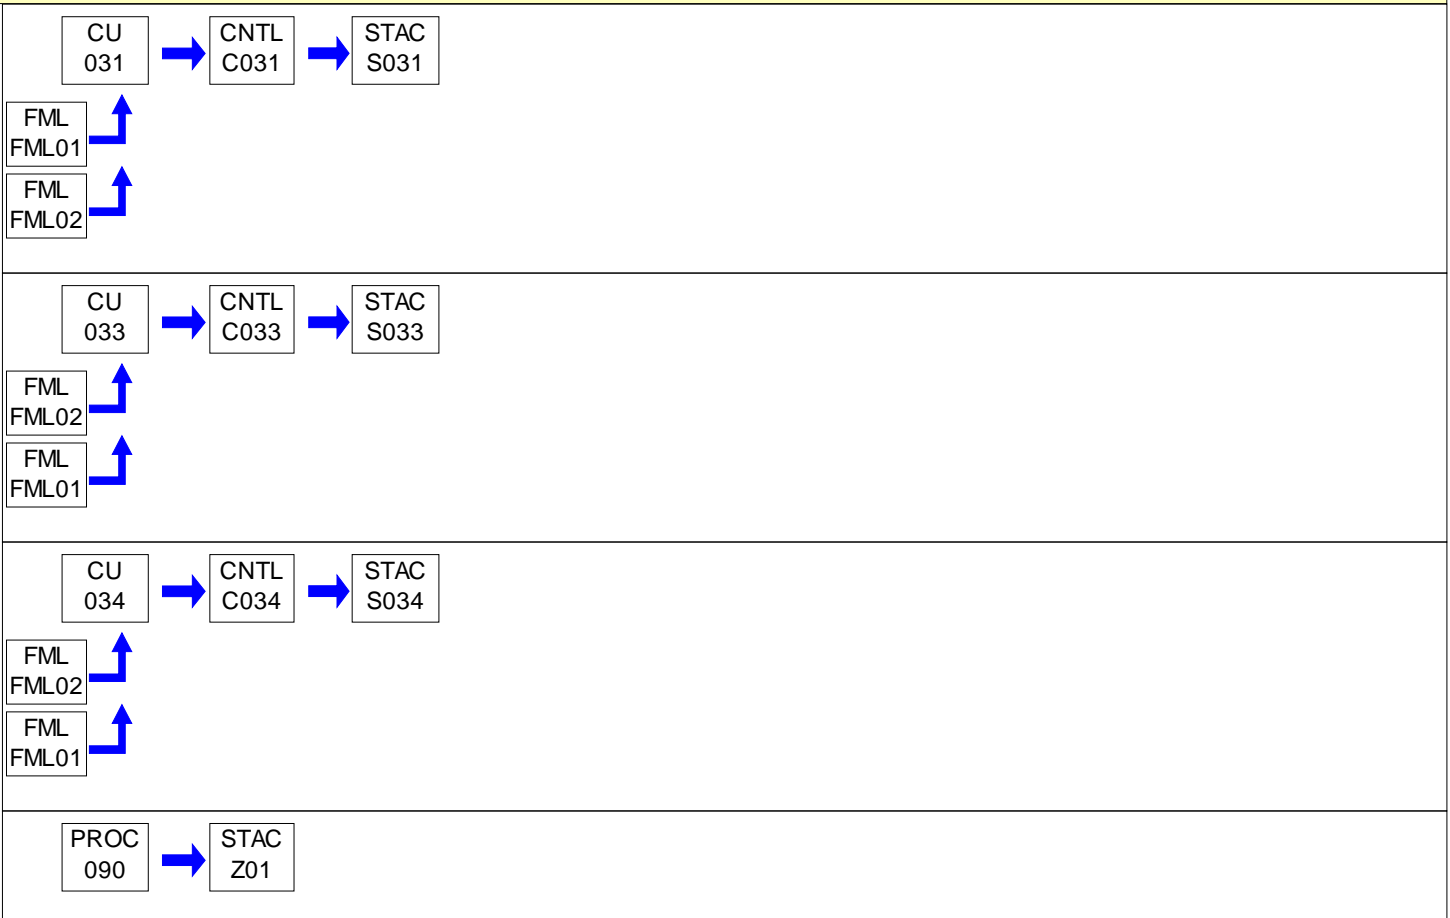 CU
031
CNTL
C031
STAC
S031
FML
FML01
FML
FML02
CU
033
CNTL
C033
STAC
S033
FML
FML02
FML
FML01
CU
034
CNTL
C034
STAC
S034
FML
FML02
FML
FML01
PROC
090
STAC
Z01